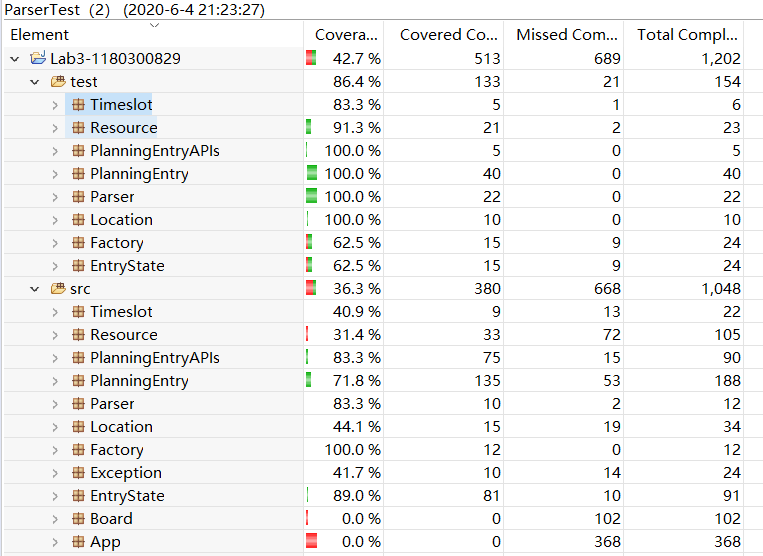 ParserTest (2) (2020-6-4 21:23:27)
Element Covera... Covered Co... Missed Com... Total Compl...
Lab3-1180300829 42.7 % 513 689 1,202
test 86.4 % 133 21 154
Timeslot 83.3 % 5 1 6
Resource 91.3 % 21 2 23
PlanningEntryAPIs 100.0 % 5 0 5
PlanningEntry 100.0 % 40 0 40
Parser 100.0 % 22 0 22
Location 100.0 % 10 0 10
Factory 62.5 % 15 9 24
EntryState 62.5 % 15 9 24
src 36.3 % 380 668 1,048
Timeslot 40.9 % 9 13 22
Resource 31.4 % 33 72 105
PlanningEntryAPIs 83.3 % 75 15 90
PlanningEntry 71.8 % 135 53 188
Parser 83.3 % 10 2 12
Location 44.1 % 15 19 34
Factory 100.0 % 12 0 12
Exception 41.7 % 10 14 24
EntryState 89.0 % 81 10 91
Board 0.0 % 0 102 102
App 0.0 % 0 368 368